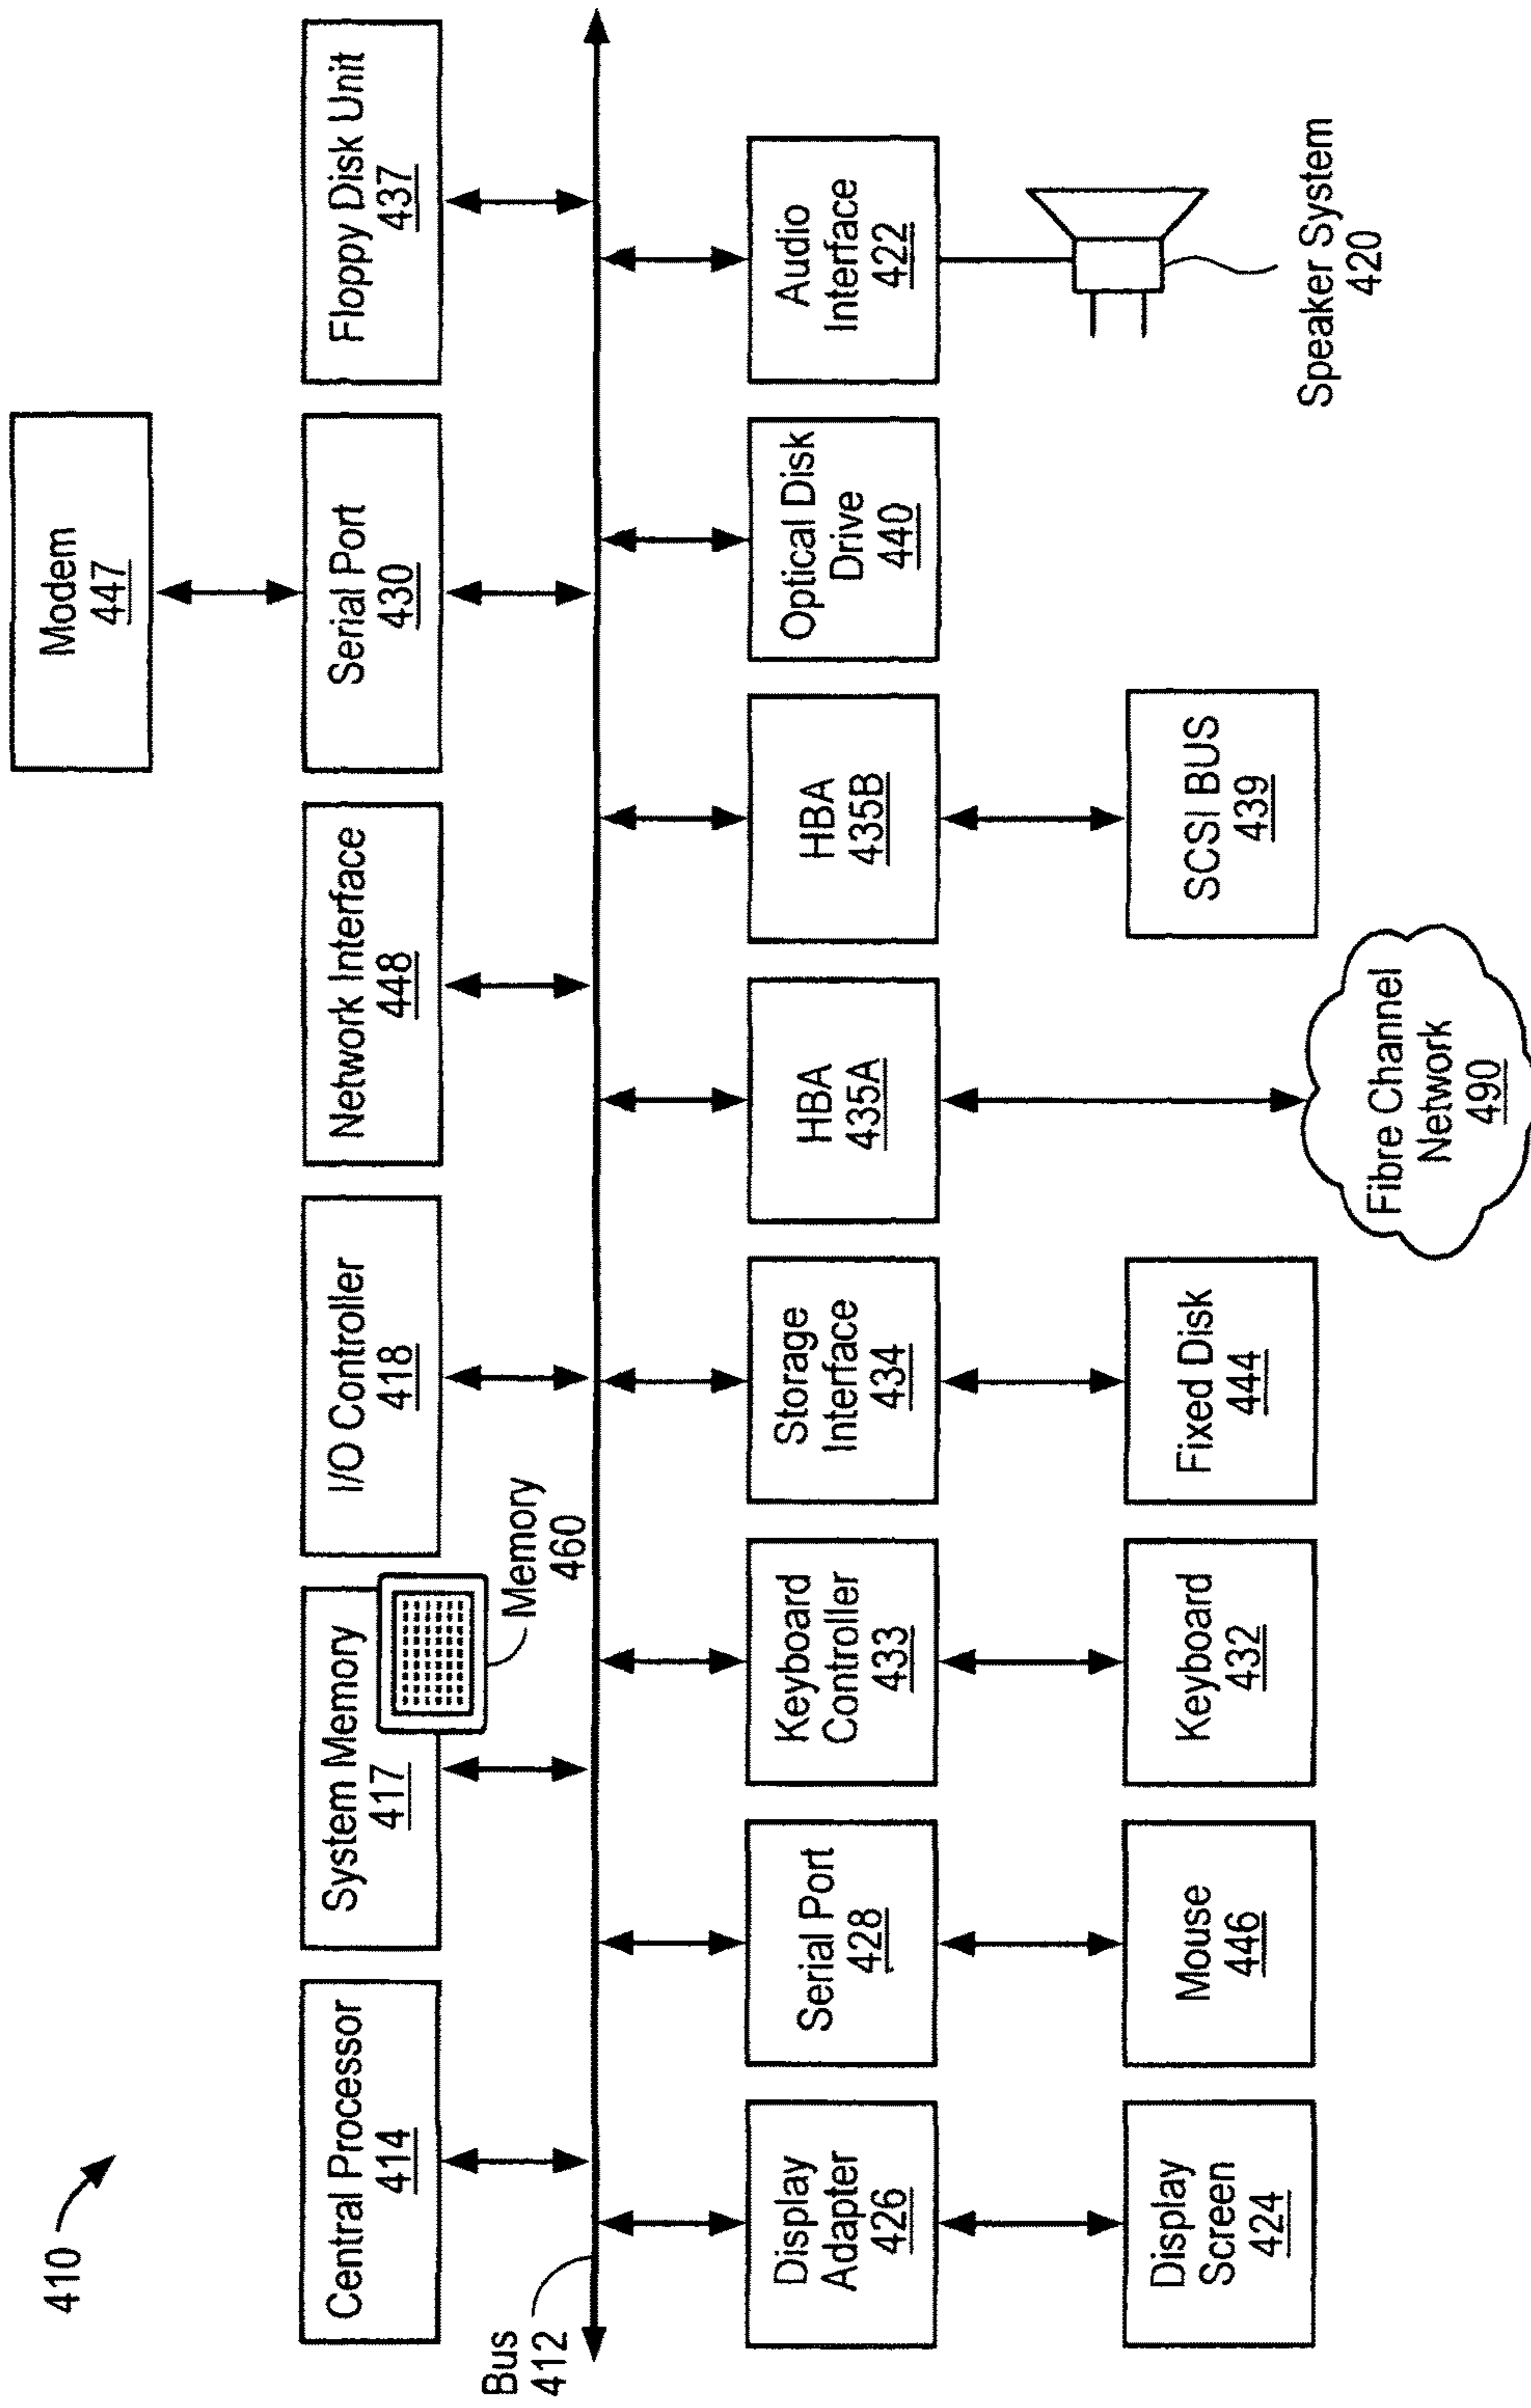 410
Modem
447
Central Processor
414
System Memory
417
I/O Controller
418
Network Interface
448
Serial Port
430
Floppy Disk Unit
437
Memory
460
Bus
412
Display
Adapter
426
Serial Port
428
Keyboard
Controller
433
Storage
Interface
434
HBA
435A
HBA
435B
Optical Disk
Drive
440
Audio
Interface
422
Display
Screen
424
Mouse
446
Keyboard
432
Fixed Disk
444
Fibre Channel
Network
490
SCSI BUS
439
Speaker System
420